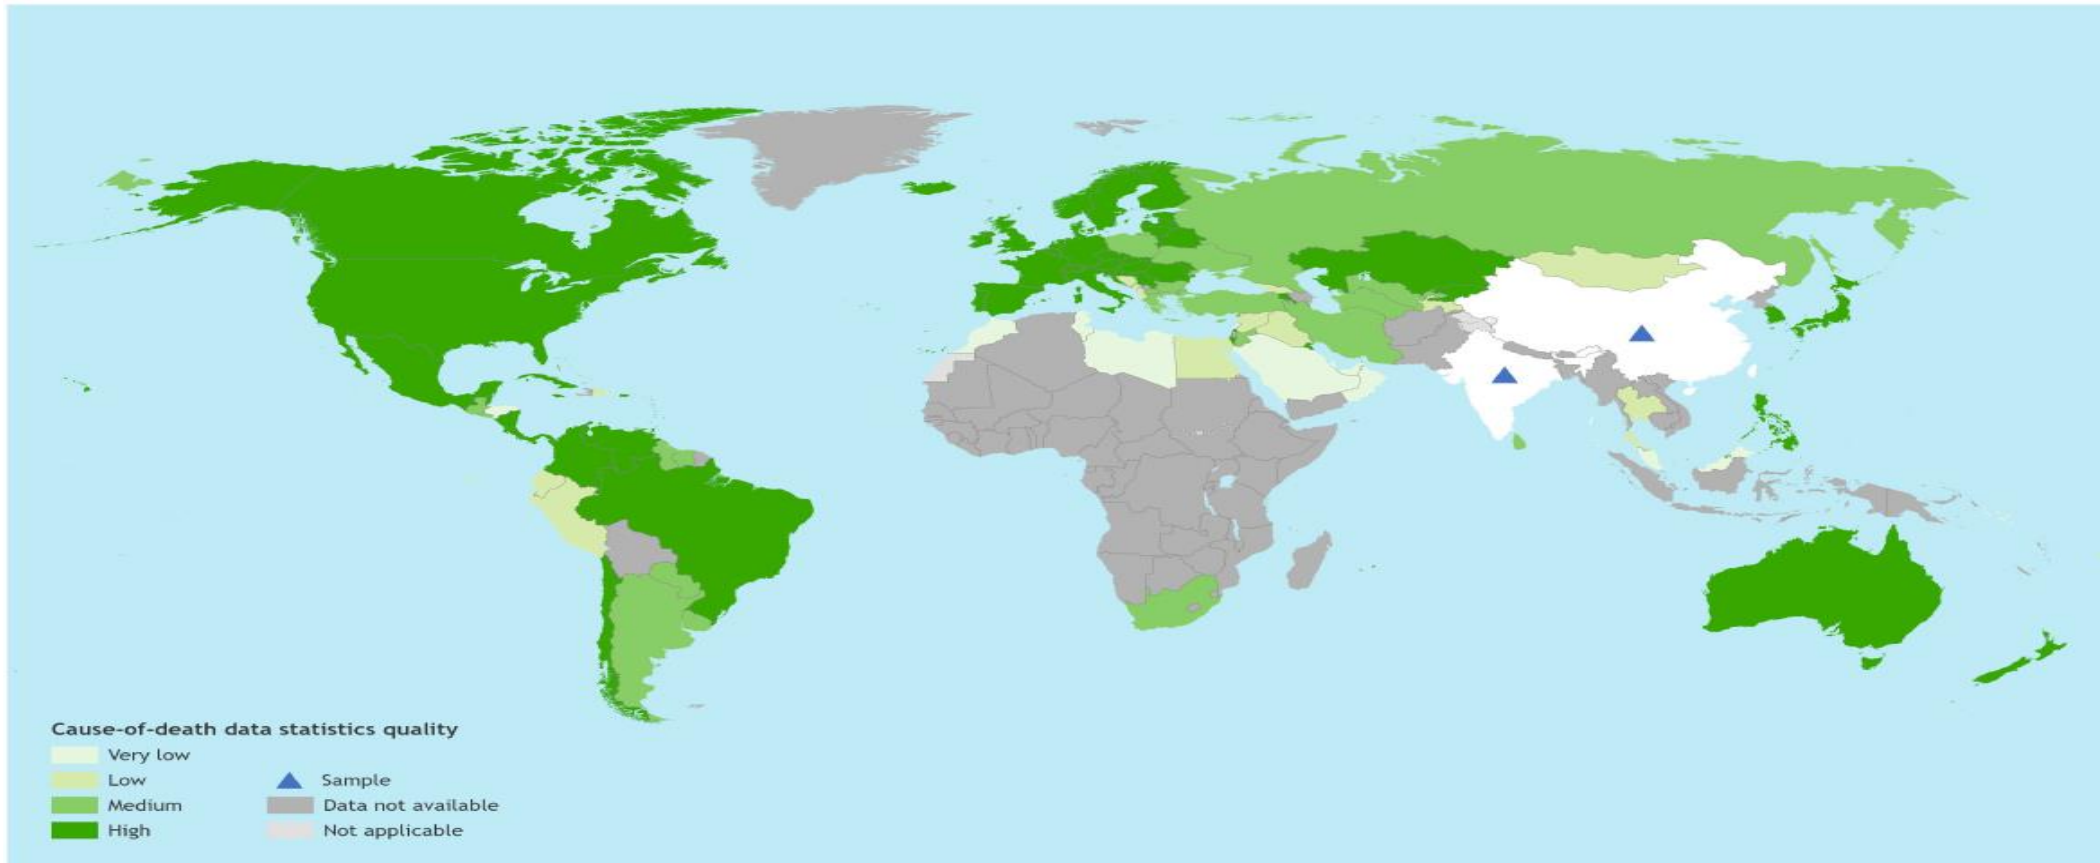 Cause-of-death data statistics quality
Very low
Low
Medium
High
Sample
Data not available
Not applicable